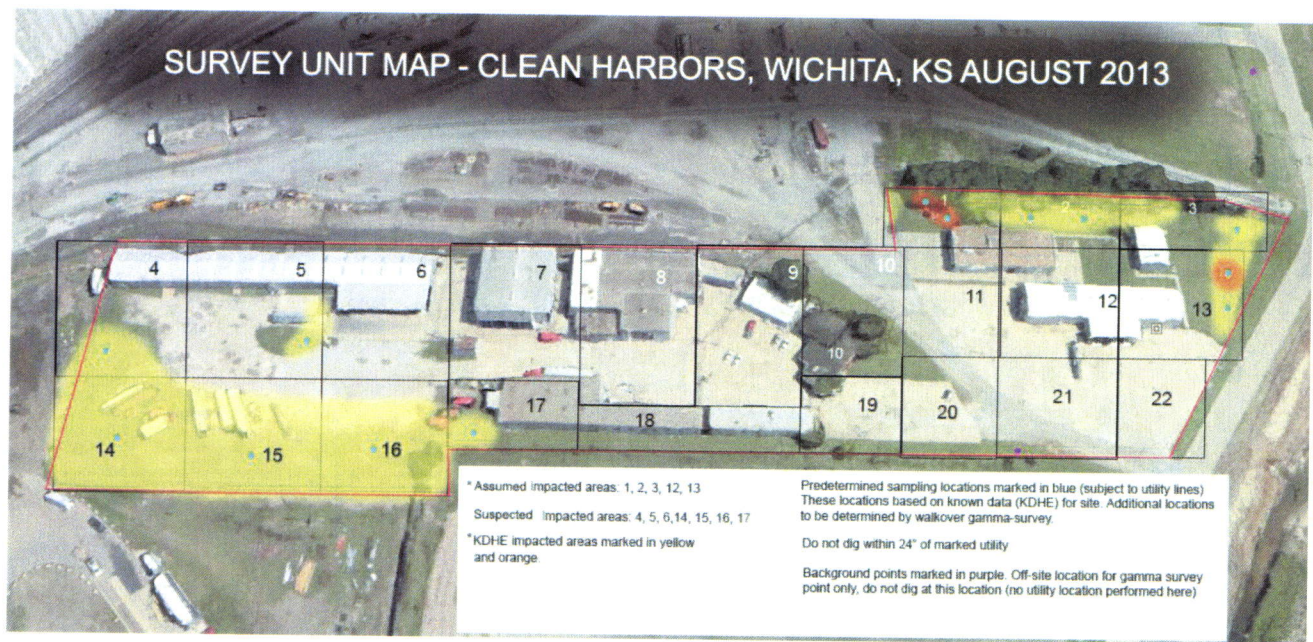 SURVEY UNIT MAP - CLEAN HARBORS, WICHITA, KS AUGUST 2013
1
2
3
4
5
6
7
8
9
10
10
11
12
13
14
15
16
17
18
19
20
21
22
* Assumed impacted areas: 1, 2, 3, 12, 13
Suspected Impacted areas: 4, 5, 6,14, 15, 16, 17
*KDHE impacted areas marked in yellow
and orange.
Predetermined sampling locations marked in blue (subject to utility lines)
These locations based on known data (KDHE) for site. Additional locations
to be determined by walkover gamma-survey.
Do not dig within 24" of marked utility
Background points marked in purple. Off-site location for gamma survey
point only, do not dig at this location (no utility location performed here)